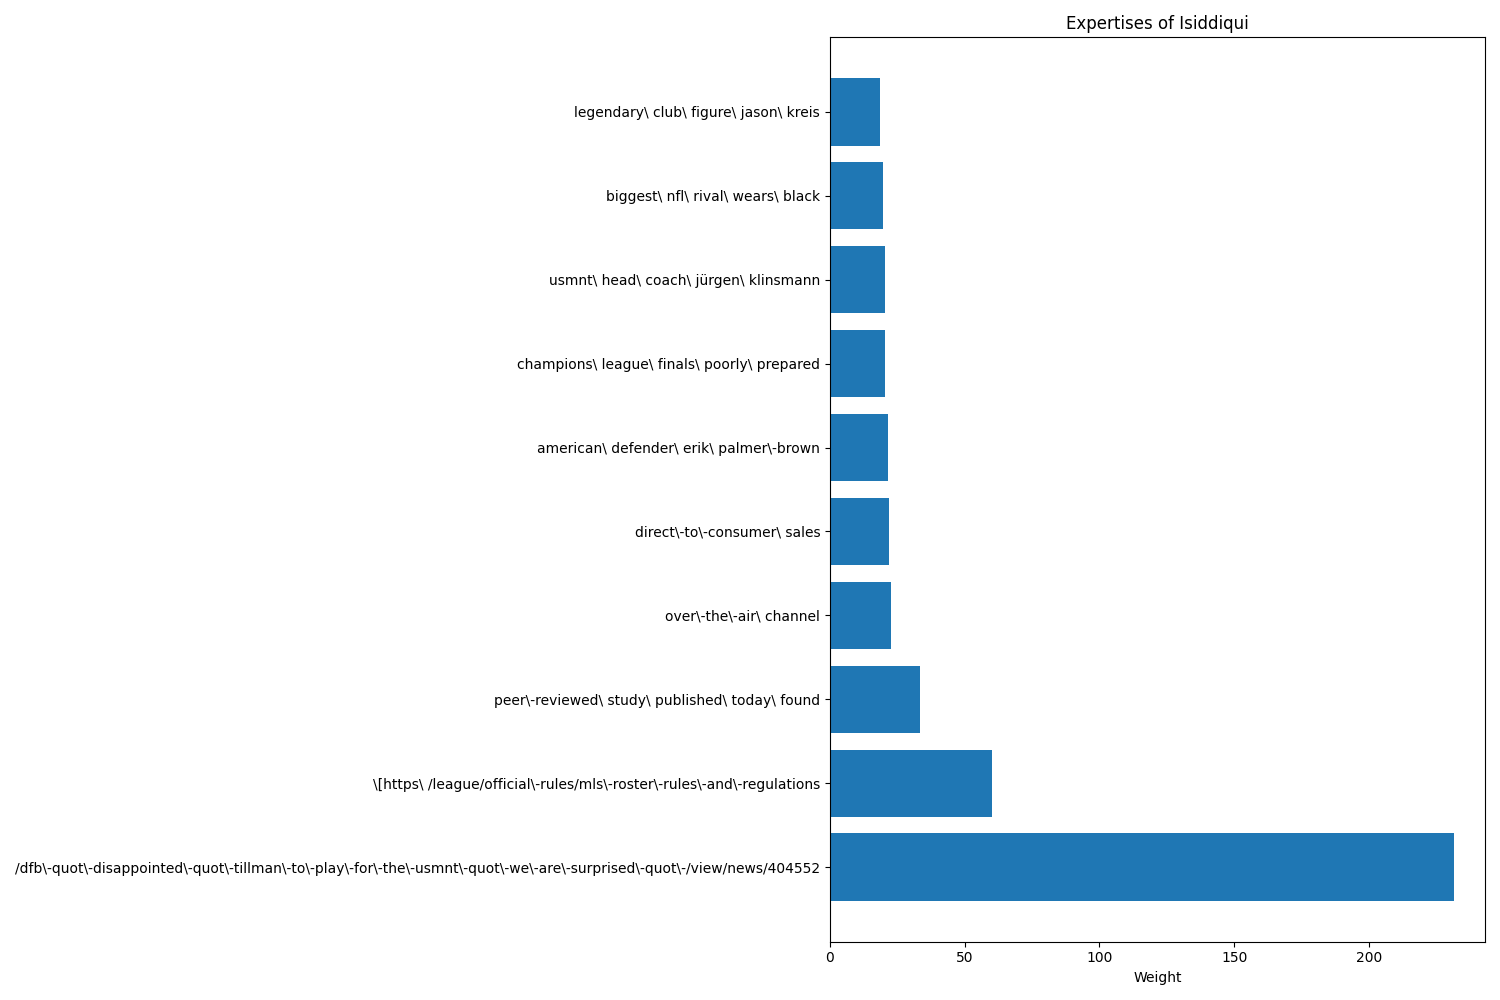 Expertises of Isiddiqui
legendary\ club\ figure\ jason\ kreis
biggest\ nfl\ rival\ wears\ black
usmnt\ head\ coach\ jürgen\ klinsmann
champions\ league\ finals\ poorly\ prepared
american\ defender\ erik\ palmer\-brown
direct\-to\-consumer\ sales
over\-the\-air\ channel
peer\-reviewed\ study\ published\ today\ found
\[https\ /league/official\-rules/mls\-roster\-rules\-and\-regulations
/dfb\-quot\-disappointed\-quot\-tillman\-to\-play\-for\-the\-usmnt\-quot\-we\-are\-surprised\-quot\-/view/news/404552
0 50 100 150 200
Weight